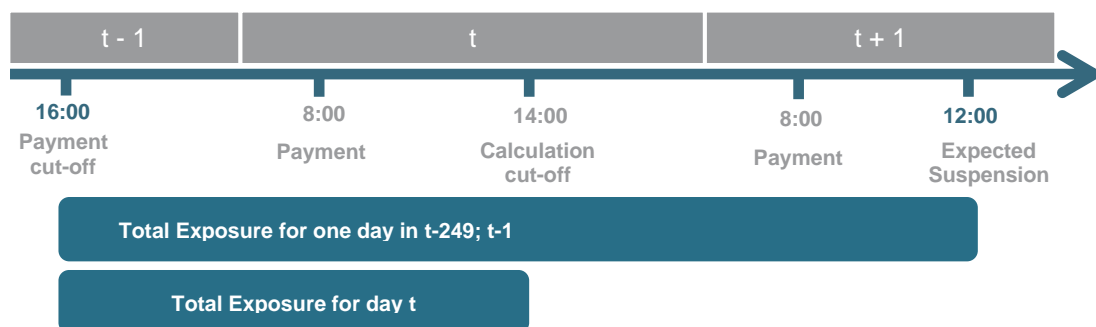 t - 1
t
t + 1
16:00
8:00
14:00
8:00
12:00
Payment
cut-off
Payment
Calculation
cut-off
Payment
Expected
Suspension
Total Exposure for one day in t-249; t-1
Total Exposure for day t